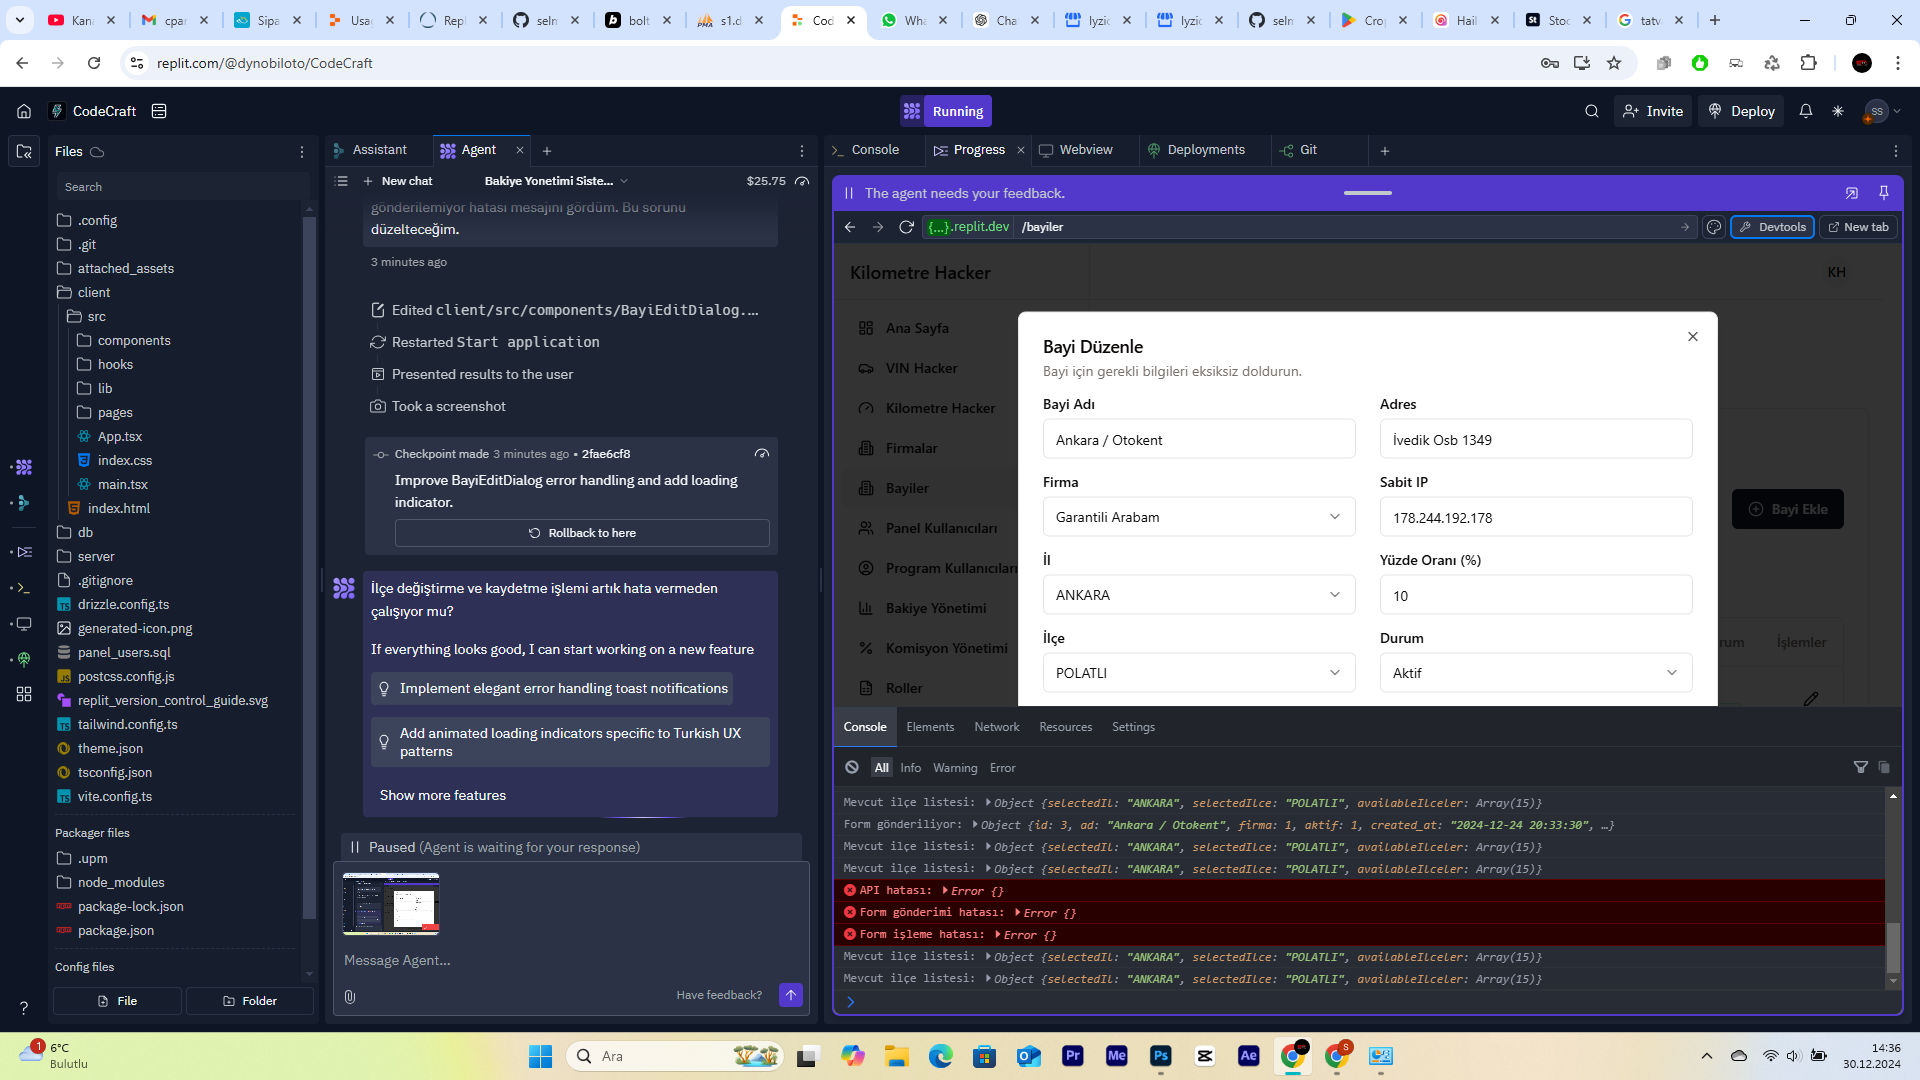 Kana
cpan
Sipa
Usag
Repl
seln
bolt
s1.d
Cod
Wha
Cha
lyzic
lyzic
seln
Cro
Hail
Stoc
tatv
replit.com/@dynobiloto/CodeCraft
CodeCraft
Running
Invite
Deploy
SS
Files
Search
.config
.git
attached_assets
client
src
components
hooks
lib
pages
App.tsx
index.css
main.tsx
index.html
db
server
.gitignore
drizzle.config.ts
generated-icon.png
panel_users.sql
postcss.config.js
replit_version_control_guide.svg
tailwind.config.ts
theme.json
tsconfig.json
vite.config.ts
Packager files
.upm
node_modules
package-lock.json
package.json
Config files
File
Folder
Assistant
Agent
New chat
Bakiye Yonetimi Siste...
$25.75
gönderilemiyor hatası mesajını gördüm. Bu sorunu
düzelteceğim.
3 minutes ago
Edited client/src/components/BayiEditDialog.…
Restarted Start application
Presented results to the user
Took a screenshot
Checkpoint made 3 minutes ago • 2fae6cf8
Improve BayiEditDialog error handling and add loading
indicator.
Rollback to here
İlçe değiştirme ve kaydetme işlemi artık hata vermeden
çalışıyor mu?
If everything looks good, I can start working on a new feature
Implement elegant error handling toast notifications
Add animated loading indicators specific to Turkish UX
patterns
Show more features
Paused (Agent is waiting for your response)
Message Agent...
Have feedback?
Console
Progress
Webview
Deployments
Git
The agent needs your feedback.
{...}.replit.dev
/bayiler
Devtools
New tab
Kilometre Hacker
KH
Ana Sayfa
VIN Hacker
Kilometre Hacker
Firmalar
Bayiler
Panel Kullanıcıları
Program Kullanıcıları
Bakiye Yönetimi
Komisyon Yönetimi
Roller
Bayi Ekle
rum
İşlemler
Bayi Düzenle
Bayi için gerekli bilgileri eksiksiz doldurun.
Bayi Adı
Adres
Ankara / Otokent
İvedik Osb 1349
Firma
Sabit IP
Garantili Arabam
178.244.192.178
İl
Yüzde Oranı (%)
ANKARA
10
İlçe
Durum
POLATLI
Aktif
Console
Elements
Network
Resources
Settings
All
Info
Warning
Error
Mevcut ilçe listesi: Object {selectedIl: "ANKARA", selectedIlce: "POLATLI", availableIlceler: Array(15)}
Form gönderiliyor: Object {id: 3, ad: "Ankara / Otokent", firma: 1, aktif: 1, created_at: "2024-12-24 20:33:30", …}
Mevcut ilçe listesi: Object {selectedIl: "ANKARA", selectedIlce: "POLATLI", availableIlceler: Array(15)}
Mevcut ilçe listesi: Object {selectedIl: "ANKARA", selectedIlce: "POLATLI", availableIlceler: Array(15)}
API hatası: Error {}
Form gönderimi hatası: Error {}
Form işleme hatası: Error {}
Mevcut ilçe listesi: Object {selectedIl: "ANKARA", selectedIlce: "POLATLI", availableIlceler: Array(15)}
Mevcut ilçe listesi: Object {selectedIl: "ANKARA", selectedIlce: "POLATLI", availableIlceler: Array(15)}
1
6°C
Bulutlu
Ara
Pr
Me
Ps
Ae
S
14:36
30.12.2024